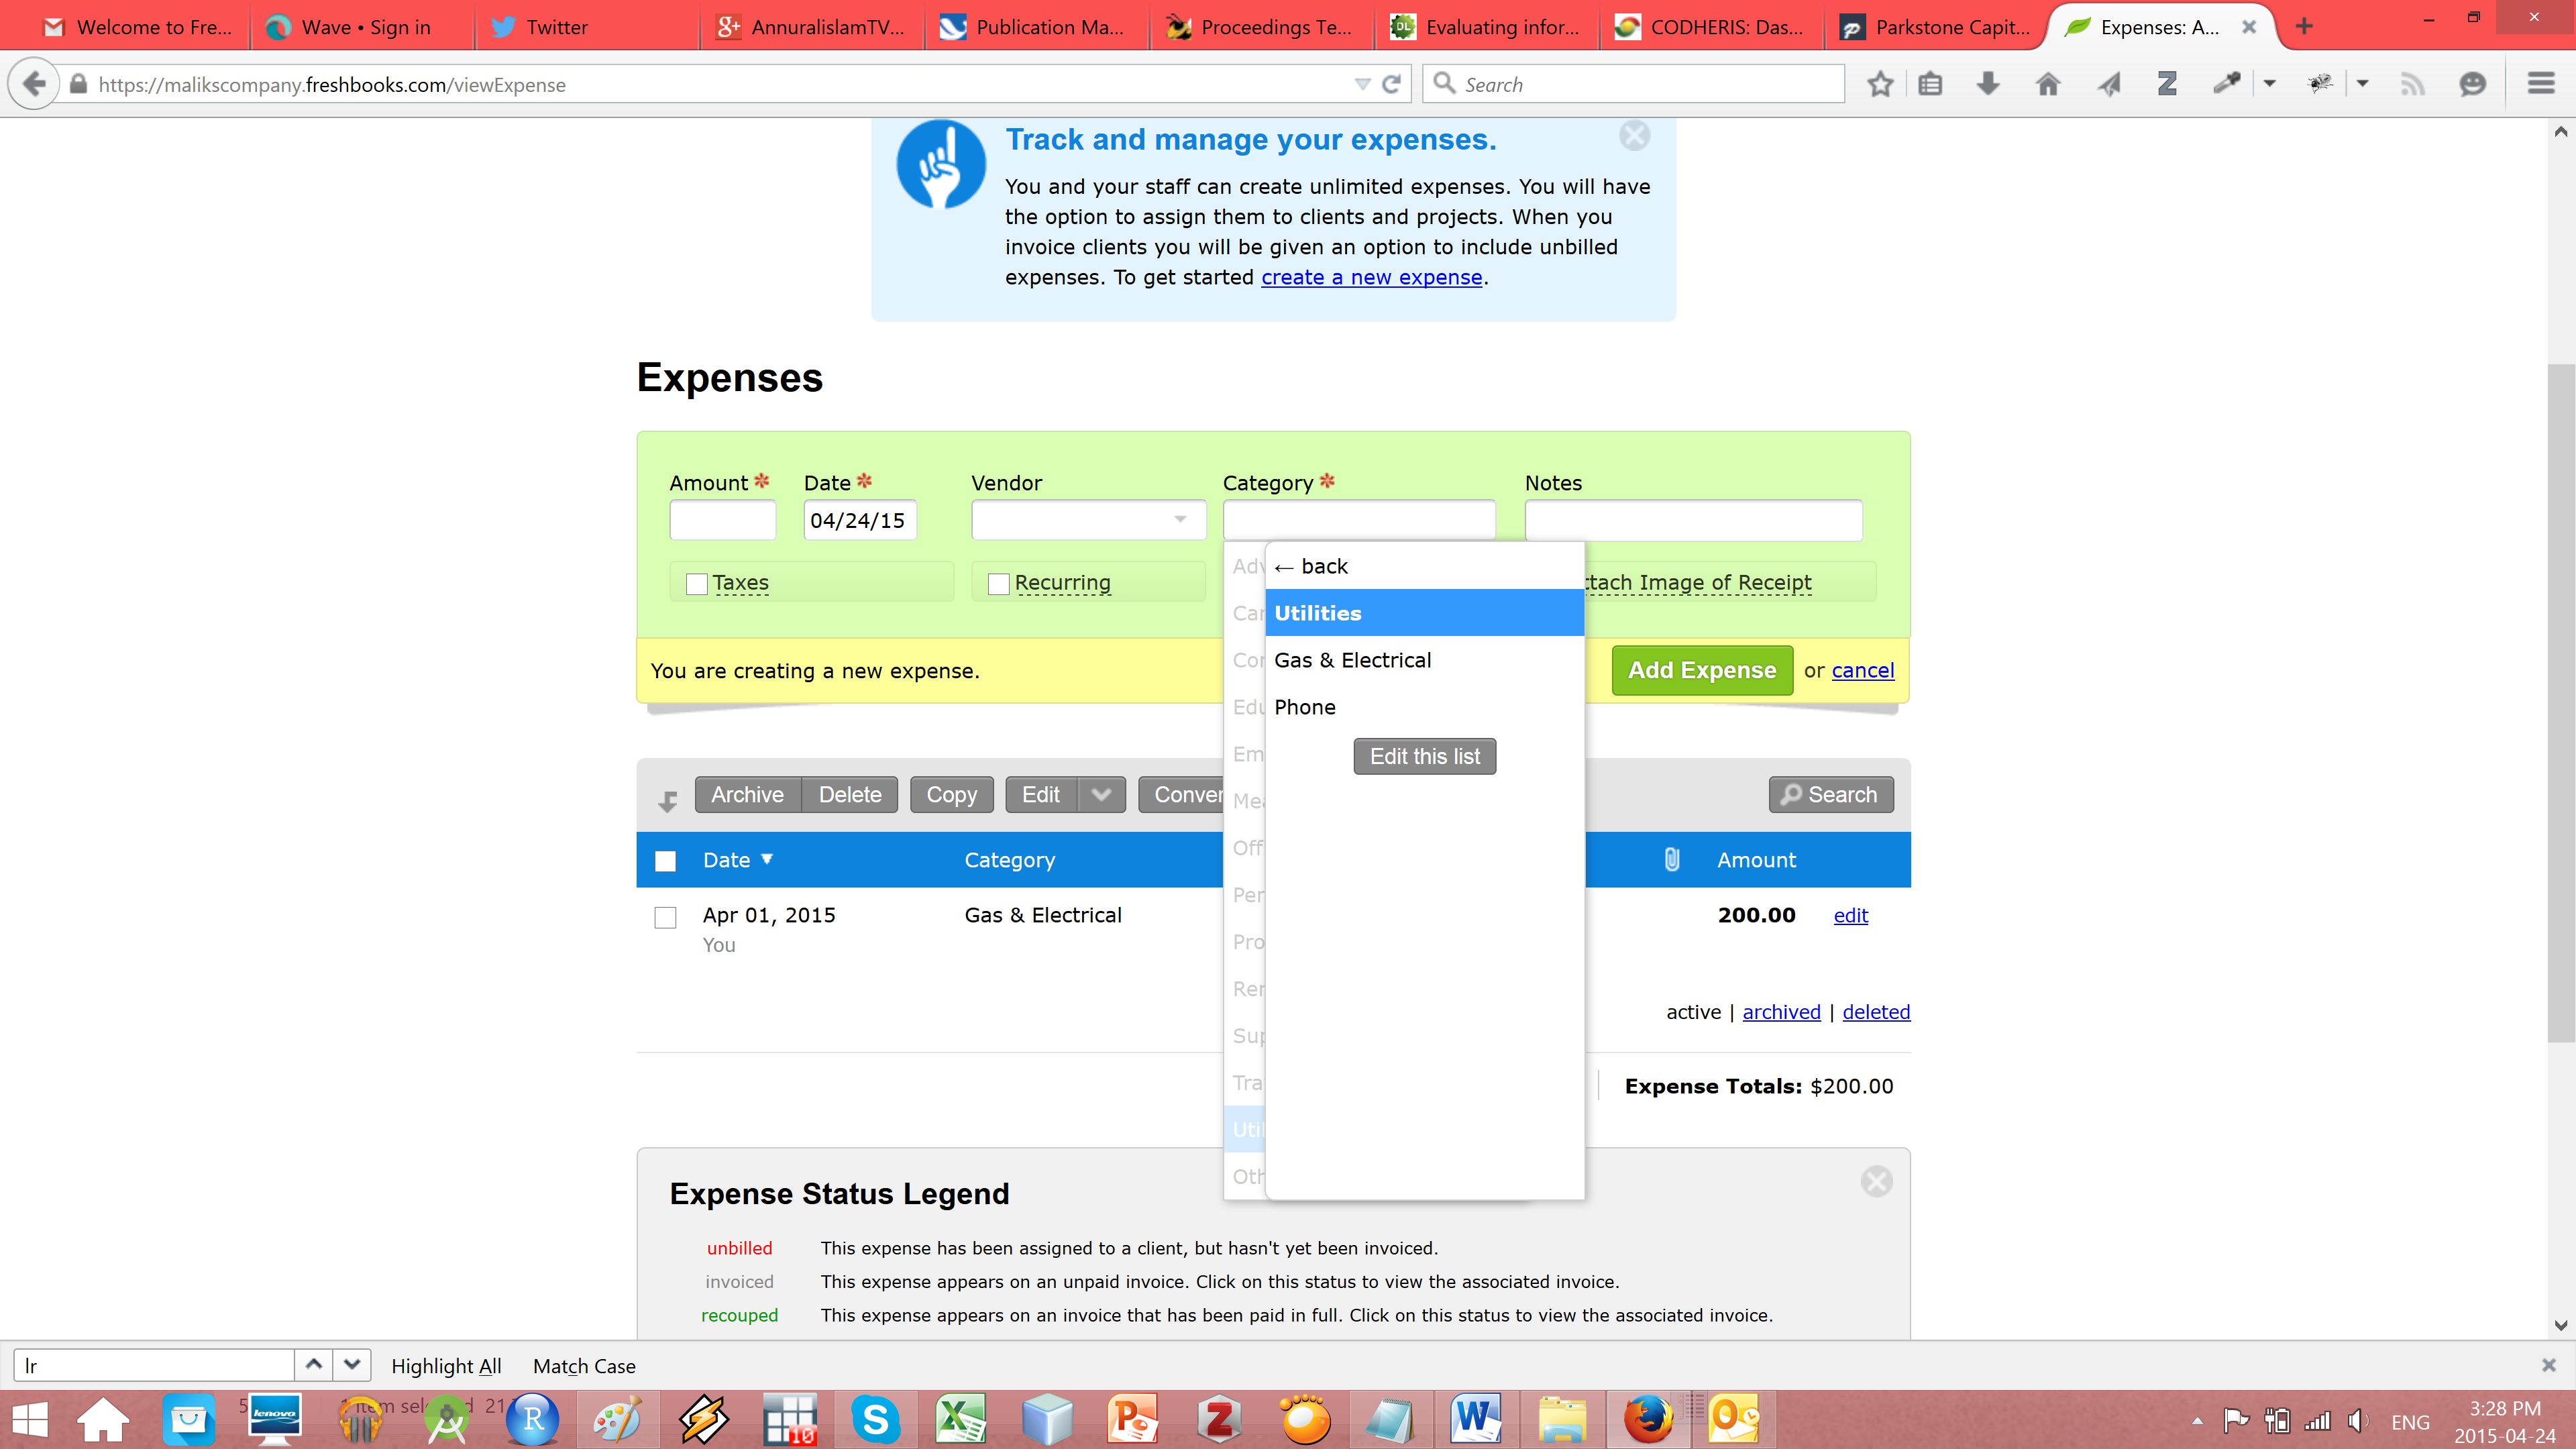 Welcome to Fre...
Wave • Sign in
Twitter
AnnuralislamTV...
Publication Ma...
Proceedings Te...
Evaluating infor...
CODHERIS: Das...
Parkstone Capit...
Expenses: A...
https://malikscompany.freshbooks.com/viewExpense
Search
Track and manage your expenses.
You and your staff can create unlimited expenses. You will have
the option to assign them to clients and projects. When you
invoice clients you will be given an option to include unbilled
expenses. To get started create a new expense.
Expenses
Amount * Date * Vendor Category * Notes
04/24/15
Taxes
Recurring
ttach Image of Receipt
← back
Utilities
Gas & Electrical
Phone
Edit this list
Adv
Car
Cor
Edu
Em
Mea
Off
Per
Pro
Rer
Sup
Tra
Util
Oth
You are creating a new expense.
Add Expense or cancel
Archive Delete Copy Edit Conver
Search
Date Category Amount
Apr 01, 2015 Gas & Electrical 200.00 edit
You
active | archived | deleted
Expense Totals: $200.00
Expense Status Legend
unbilled This expense has been assigned to a client, but hasn't yet been invoiced.
invoiced This expense appears on an unpaid invoice. Click on this status to view the associated invoice.
recouped This expense appears on an invoice that has been paid in full. Click on this status to view the associated invoice.
lr
Highlight All Match Case
lenovo
10
ENG
3:28 PM
2015-04-24